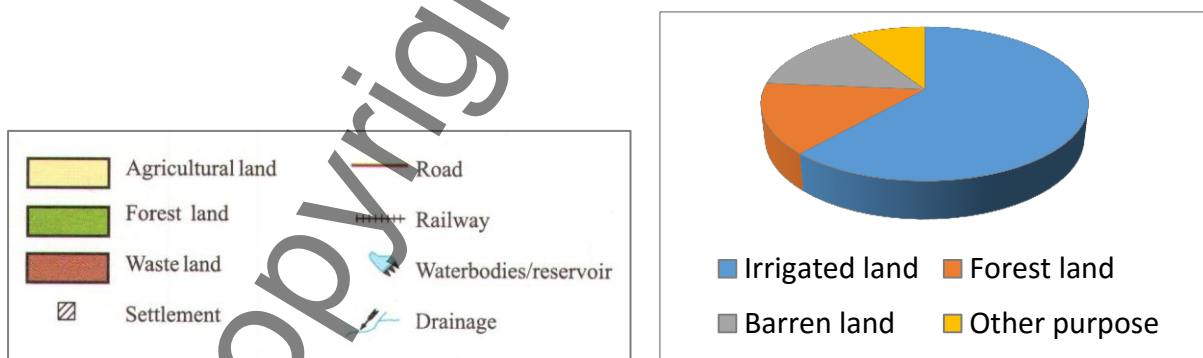 Agricultural land
Road
Forest land
Railway
Waste land
Waterbodies/reservoir
Settlement
Drainage
Irrigated land
Forest land
Barren land
Other purpose